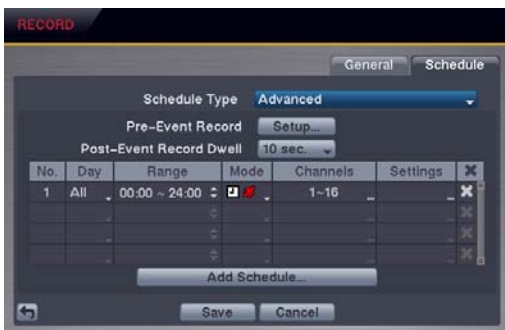 RECORD
General Schedule
Schedule Type Advanced
Pre-Event Record Setup...
Post-Event Record Dwell 10 sec.
No. Day Range Mode Channels Settings
1 All 00:00 ~ 24:00 1~16 ...
Add Schedule...
Save Cancel